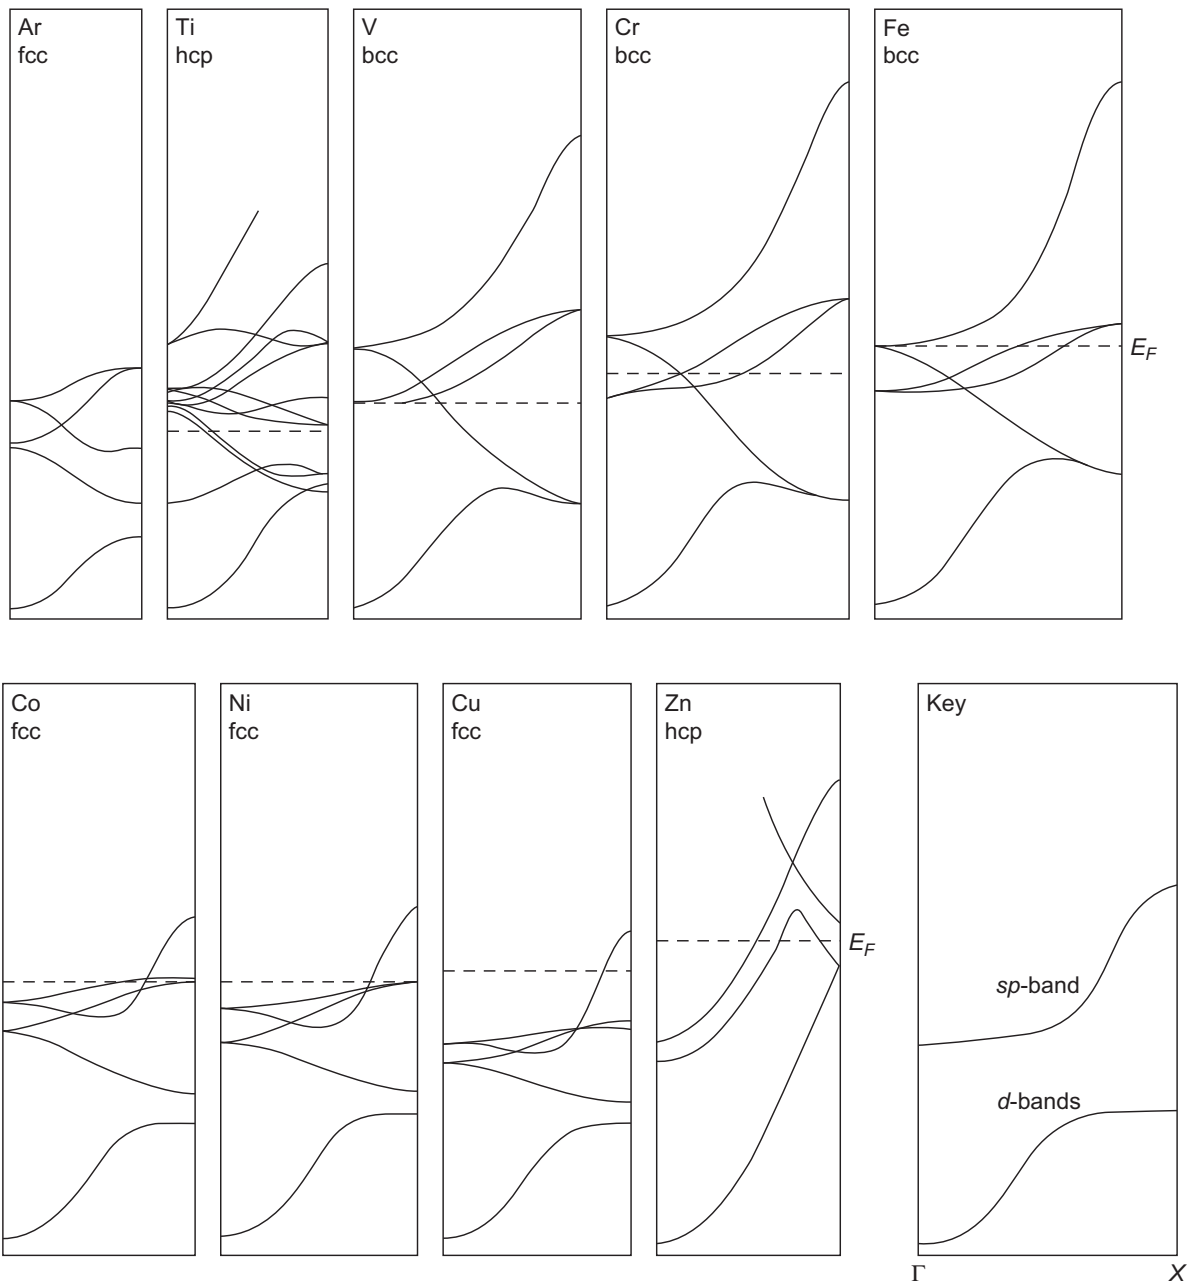 Ar
fcc
Ti
hcp
V
bcc
Cr
bcc
Fe
bcc
E_F
Co
fcc
Ni
fcc
Cu
fcc
Zn
hcp
E_F
Key
sp-band
d-bands
Γ
X